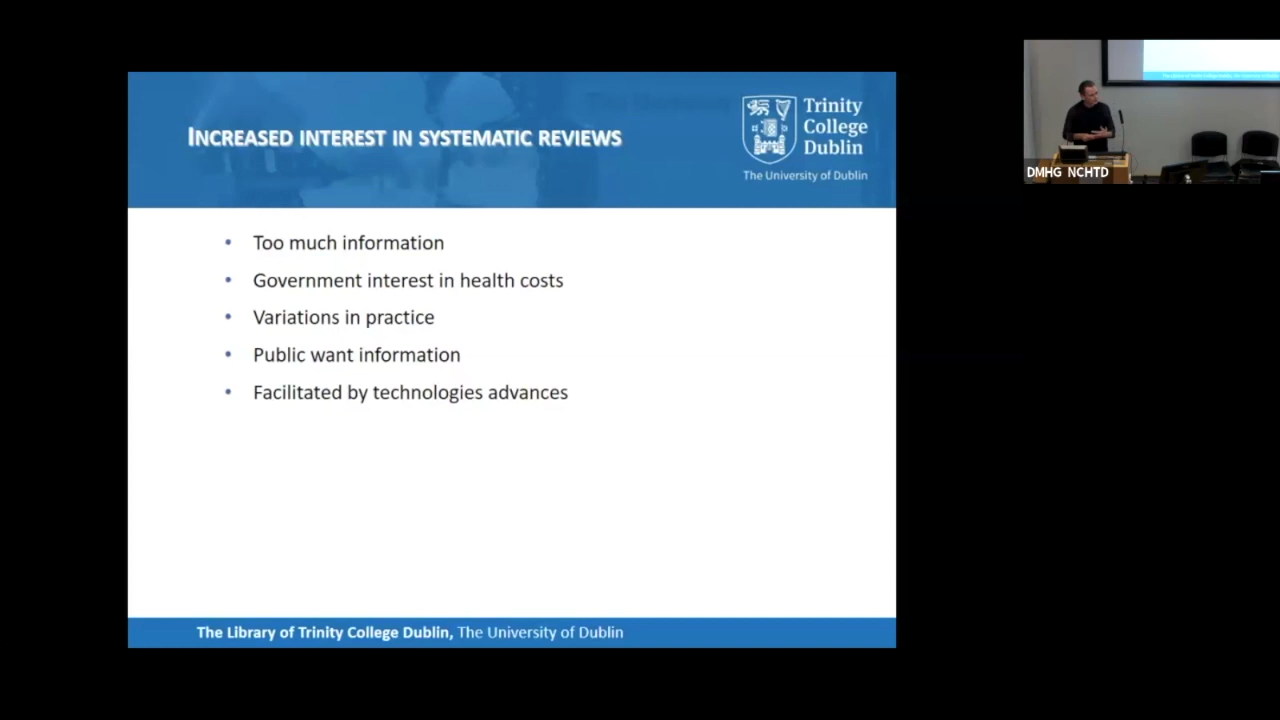 INCREASED INTEREST IN SYSTEMATIC REVIEWS
Trinity
College
Dublin
The University of Dublin
• Too much information
• Government interest in health costs
• Variations in practice
• Public want information
• Facilitated by technologies advances
The Library of Trinity College Dublin, The University of Dublin
DMHG NCHTD